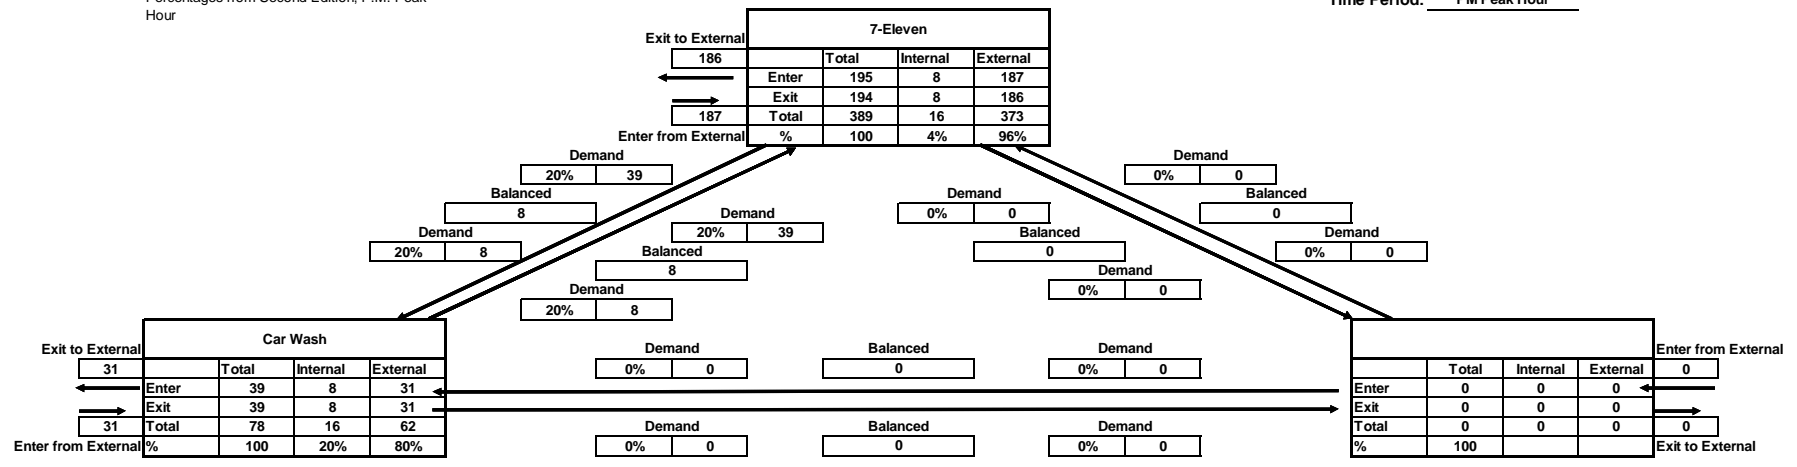 Percentages from Second Edition, P.M. Peak
Hour
Time Period: PM Peak Hour
7-Eleven
Exit to External
186
Total Internal External
Enter 195 8 187
Exit 194 8 186
187 Total 389 16 373
Enter from External % 100 4% 96%
Demand
20% 39
Balanced
8
Demand
20% 8
Demand
20% 39
Balanced
8
Demand
20% 8
Demand
0% 0
Balanced
0
Demand
0% 0
Demand
0% 0
Balanced
0
Demand
0% 0
Car Wash
Exit to External
31 Total Internal External
Enter 39 8 31
Exit 39 8 31
31 Total 78 16 62
Enter from External % 100 20% 80%
Demand Balanced Demand
0% 0 0 0% 0
Demand Balanced Demand
0% 0 0 0% 0
Enter from External
Total Internal External 0
Enter 0 0 0
Exit 0 0 0
Total 0 0 0 0
% 100 Exit to External